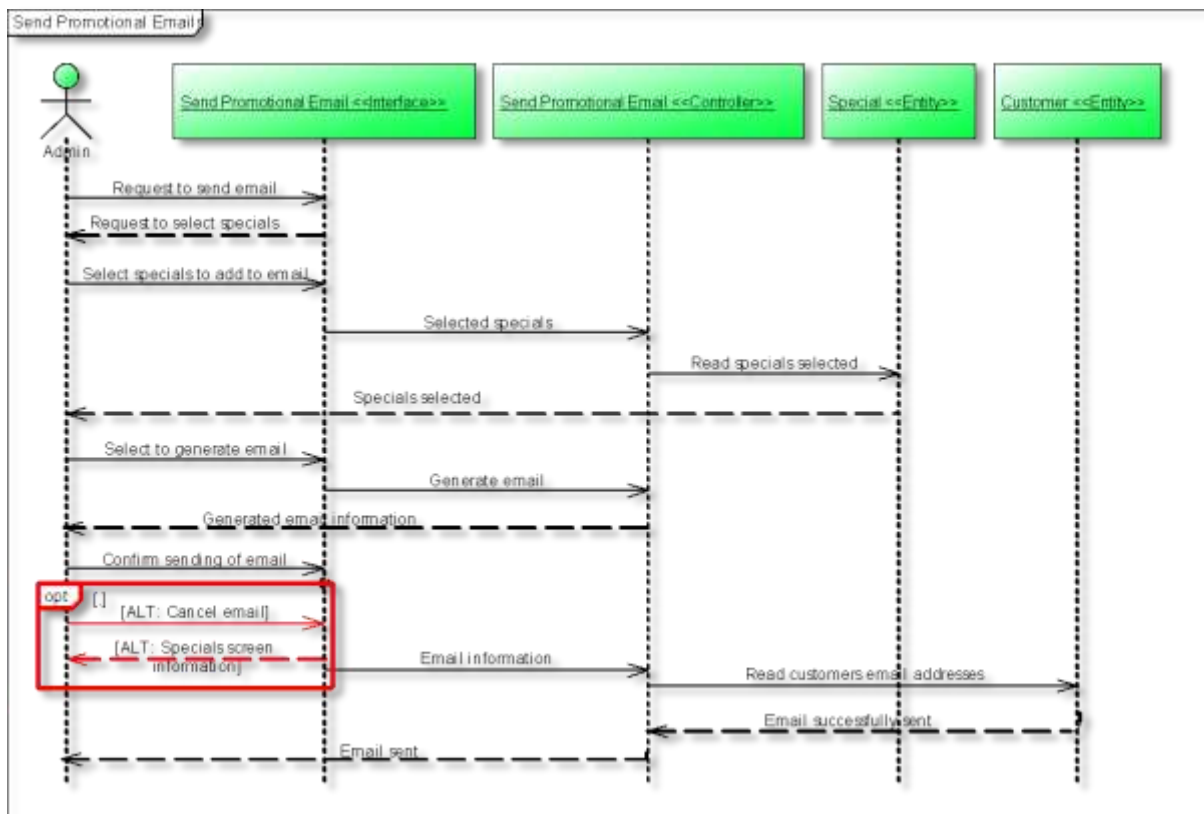 Send Promotional Emails
Send Promotional Email <<Interface>>
Send Promotional Email <<Controller>>
Special <<Entity>>
Customer <<Entity>>
Admin
Request to send email
Request to select specials
Select specials to add to email
Selected specials
Read specials selected
Specials selected
Select to generate email
Generate email
Generated email information
Confirm sending of email
opt
[.]
[ALT: Cancel email]
[ALT: Specials screen
information]
Email information
Read customers email addresses
Email successfully sent
Email sent